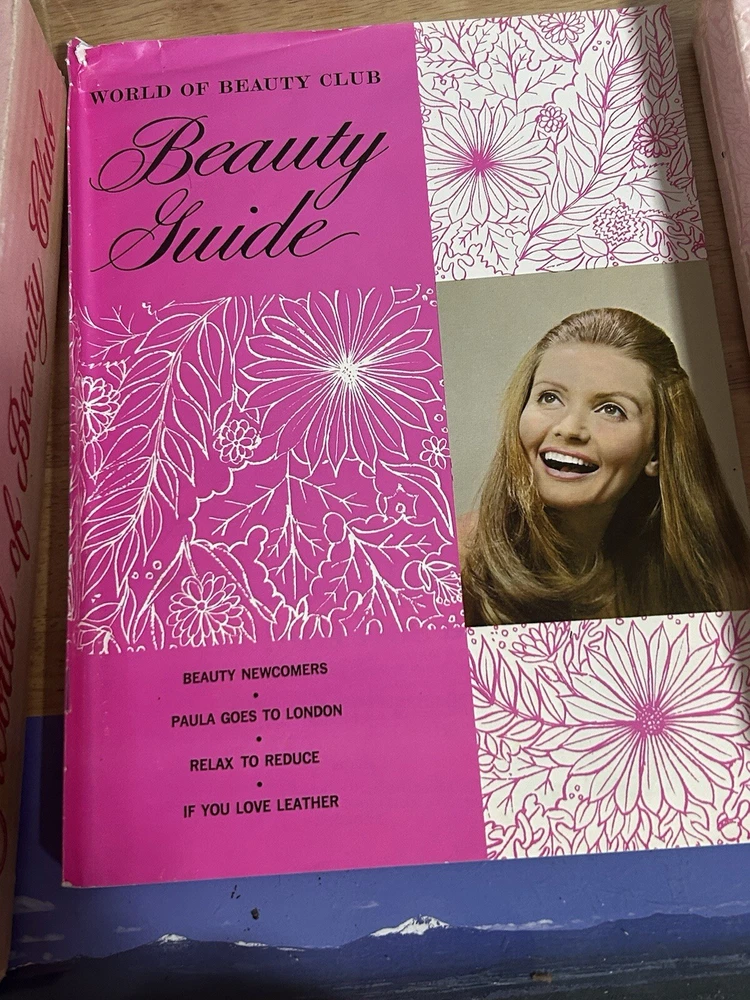 WORLD OF BEAUTY CLUB
Beauty
Guide
BEAUTY NEWCOMERS
•
PAULA GOES TO LONDON
•
RELAX TO REDUCE
•
IF YOU LOVE LEATHER
World of Beauty Club